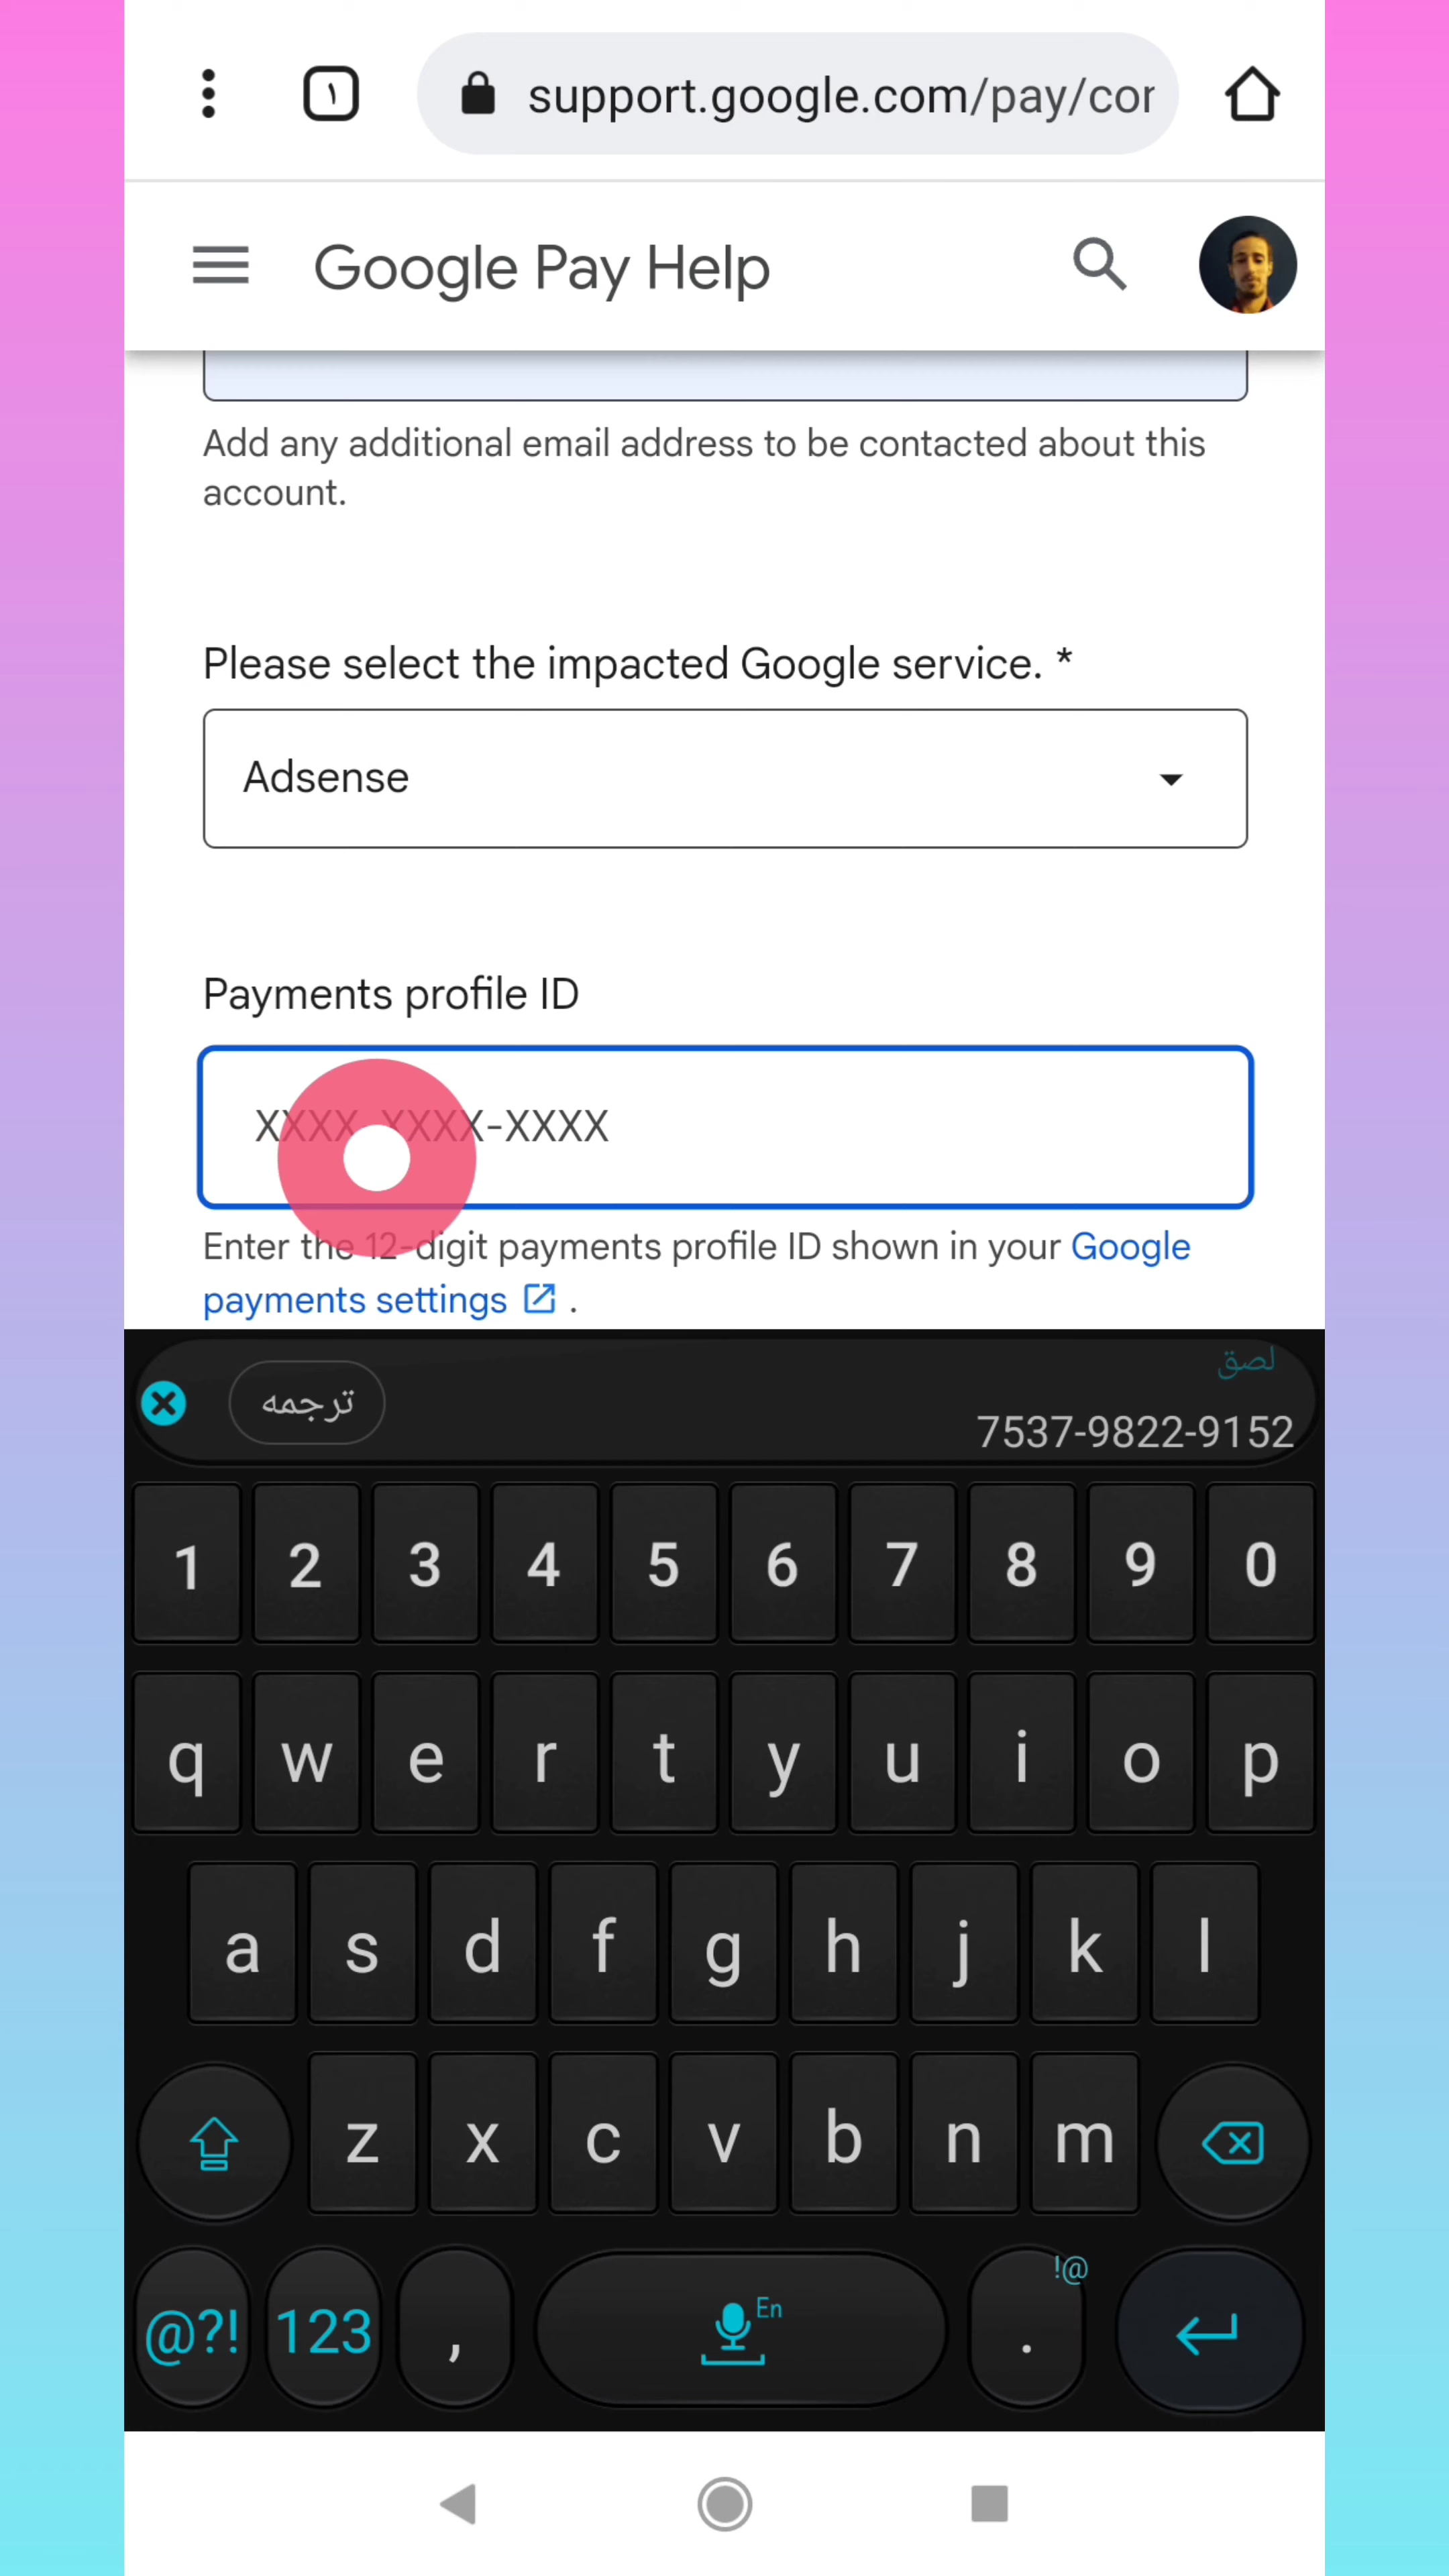 ١
support.google.com/pay/cor
Google Pay Help
Add any additional email address to be contacted about this
account.
Please select the impacted Google service. *
Adsense
Payments profile ID
XXXX-XXXX-XXXX
Enter the 12-digit payments profile ID shown in your Google
payments settings .
لصق
ترجمه
7537-9822-9152
1 2 3 4 5 6 7 8 9 0
q w e r t y u i o p
a s d f g h j k l
z x c v b n m
!@
En
@?! 123 , .